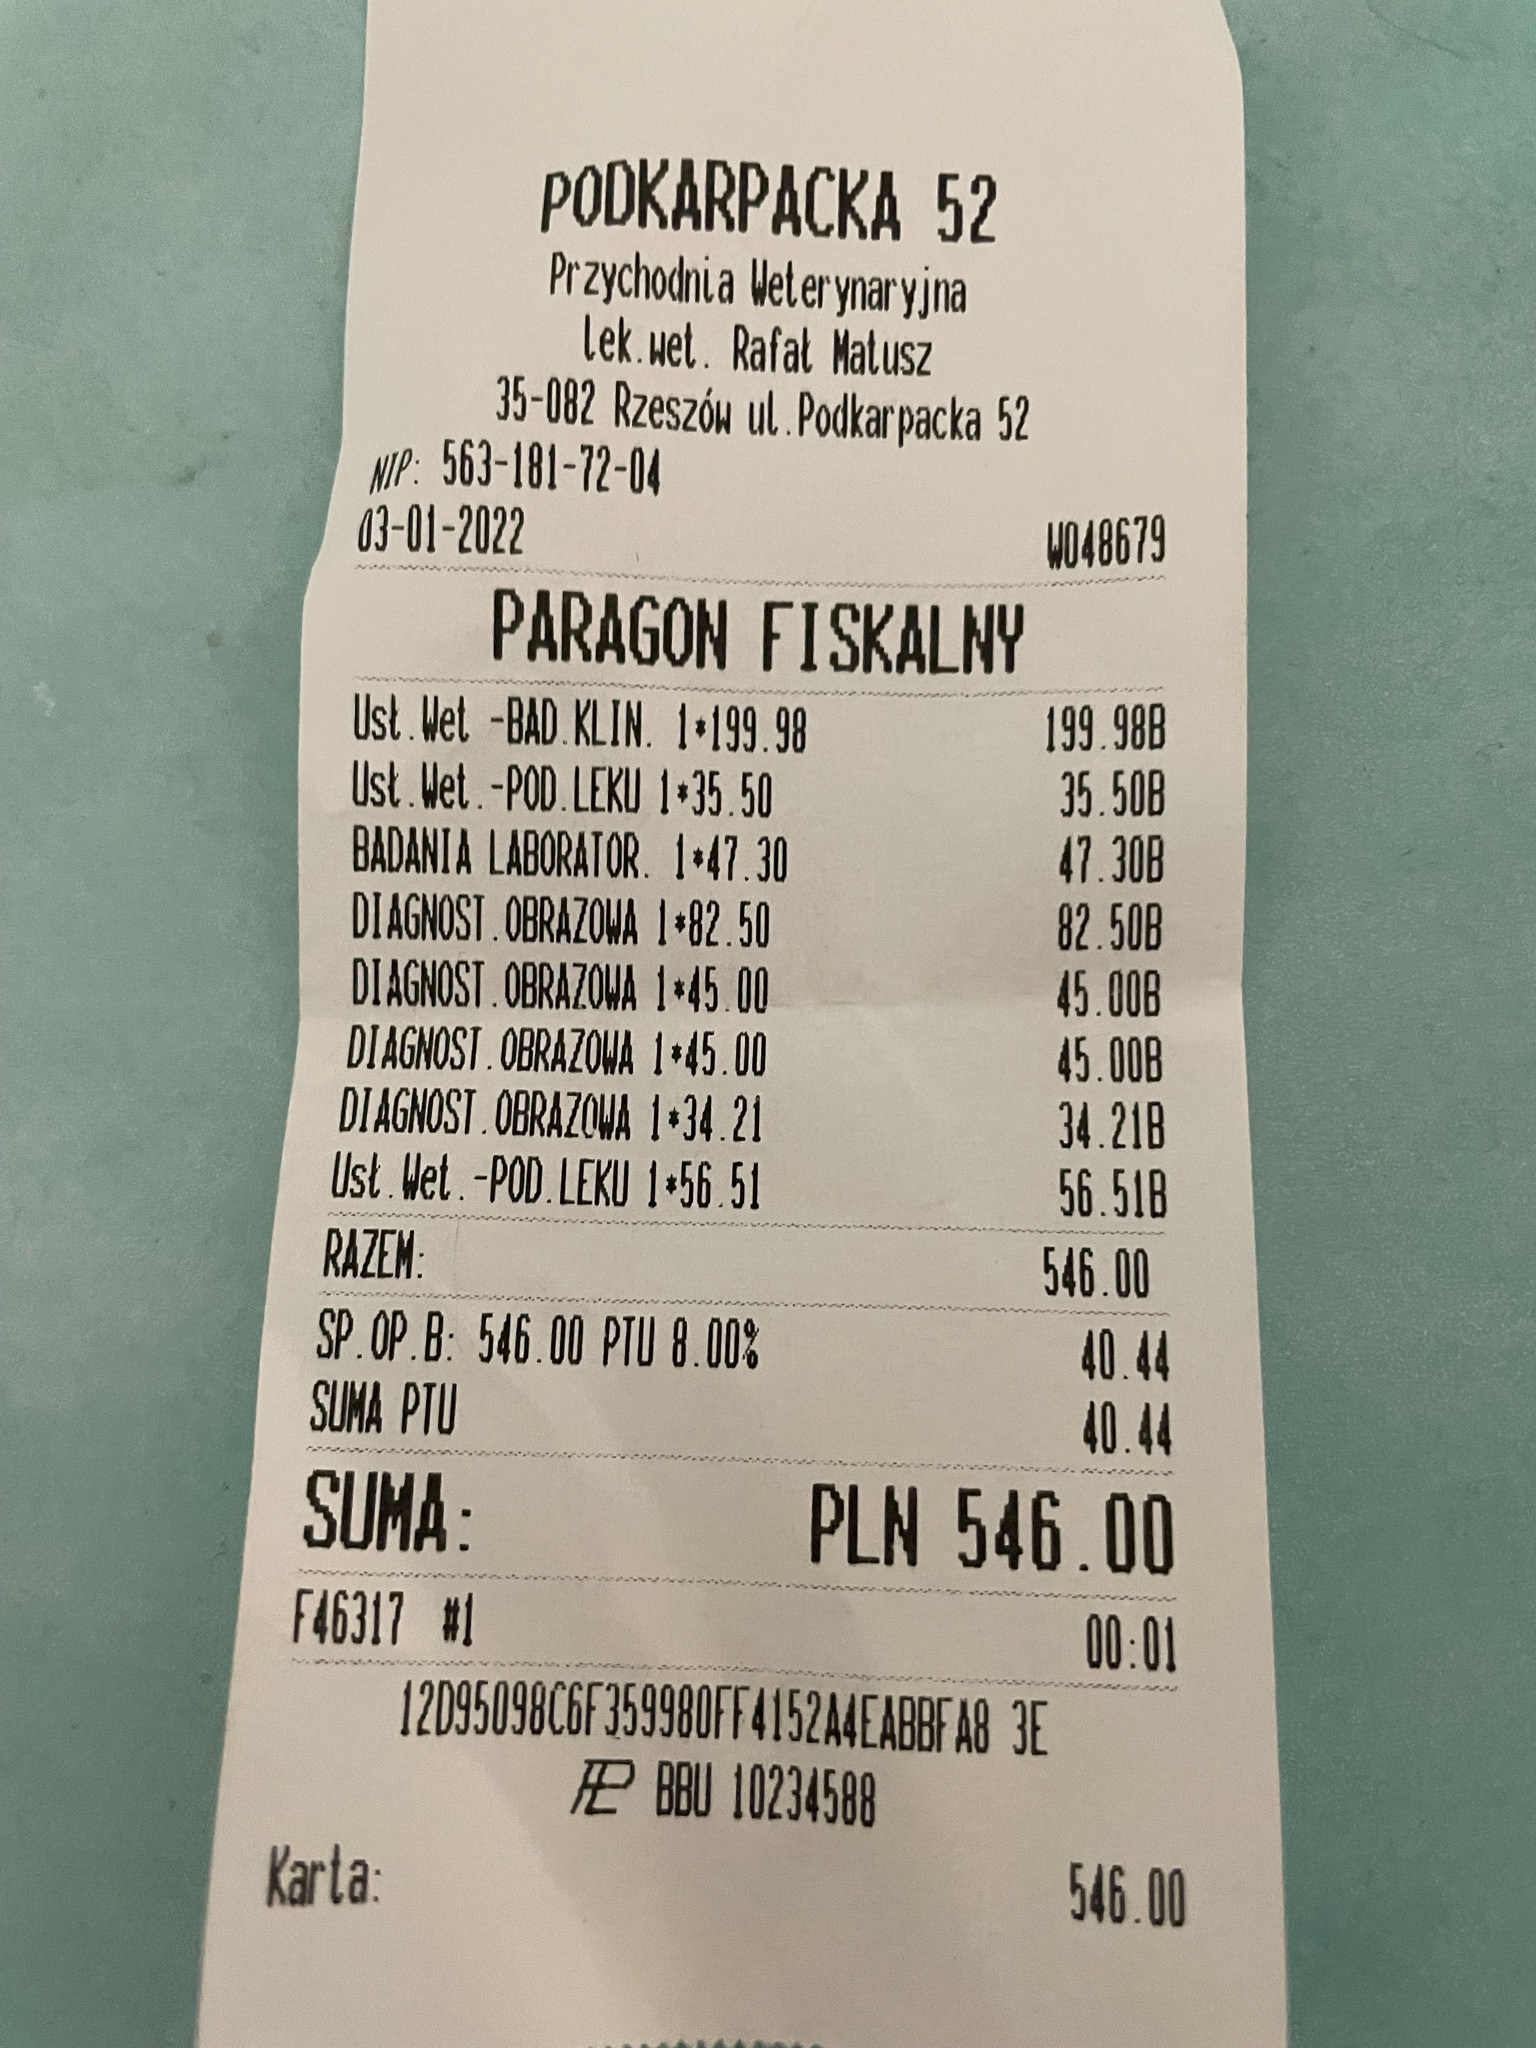 PODKARPACKA 52
Przychodnia Weterynaryjna
lek.wet. Rafał Matusz
35-082 Rzeszów ul.Podkarpacka 52
NIP: 563-181-72-04
03-01-2022 W048679
PARAGON FISKALNY
Usł.Wet -BAD.KLIN. 1*199.98 199.98B
Usł.Wet.-POD.LEKU 1*35.50 35.50B
BADANIA LABORATOR. 1*47.30 47.30B
DIAGNOST.OBRAZOWA 1*82.50 82.50B
DIAGNOST.OBRAZOWA 1*45.00 45.00B
DIAGNOST.OBRAZOWA 1*45.00 45.00B
DIAGNOST.OBRAZOWA 1*34.21 34.21B
Usł.Wet.-POD.LEKU 1*56.51 56.51B
RAZEM: 546.00
SP.OP.B: 546.00 PTU 8.00% 40.44
SUMA PTU 40.44
SUMA: PLN 546.00
F46317 #1 00:01
12D95098C6F359980FF4152A4EABBFA8 3E
BBU 10234588
Karta: 546.00